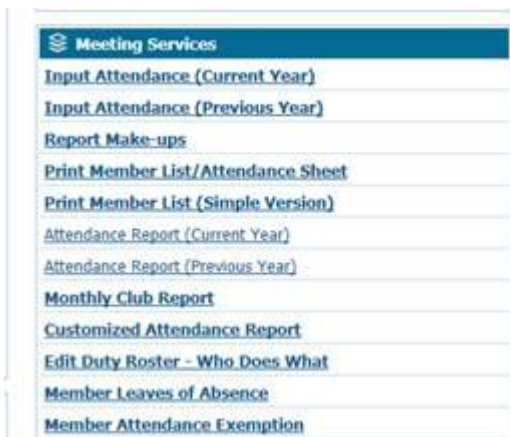 Meeting Services
Input Attendance (Current Year)
Input Attendance (Previous Year)
Report Make-ups
Print Member List/Attendance Sheet
Print Member List (Simple Version)
Attendance Report (Current Year)
Attendance Report (Previous Year)
Monthly Club Report
Customized Attendance Report
Edit Duty Roster - Who Does What
Member Leaves of Absence
Member Attendance Exemption